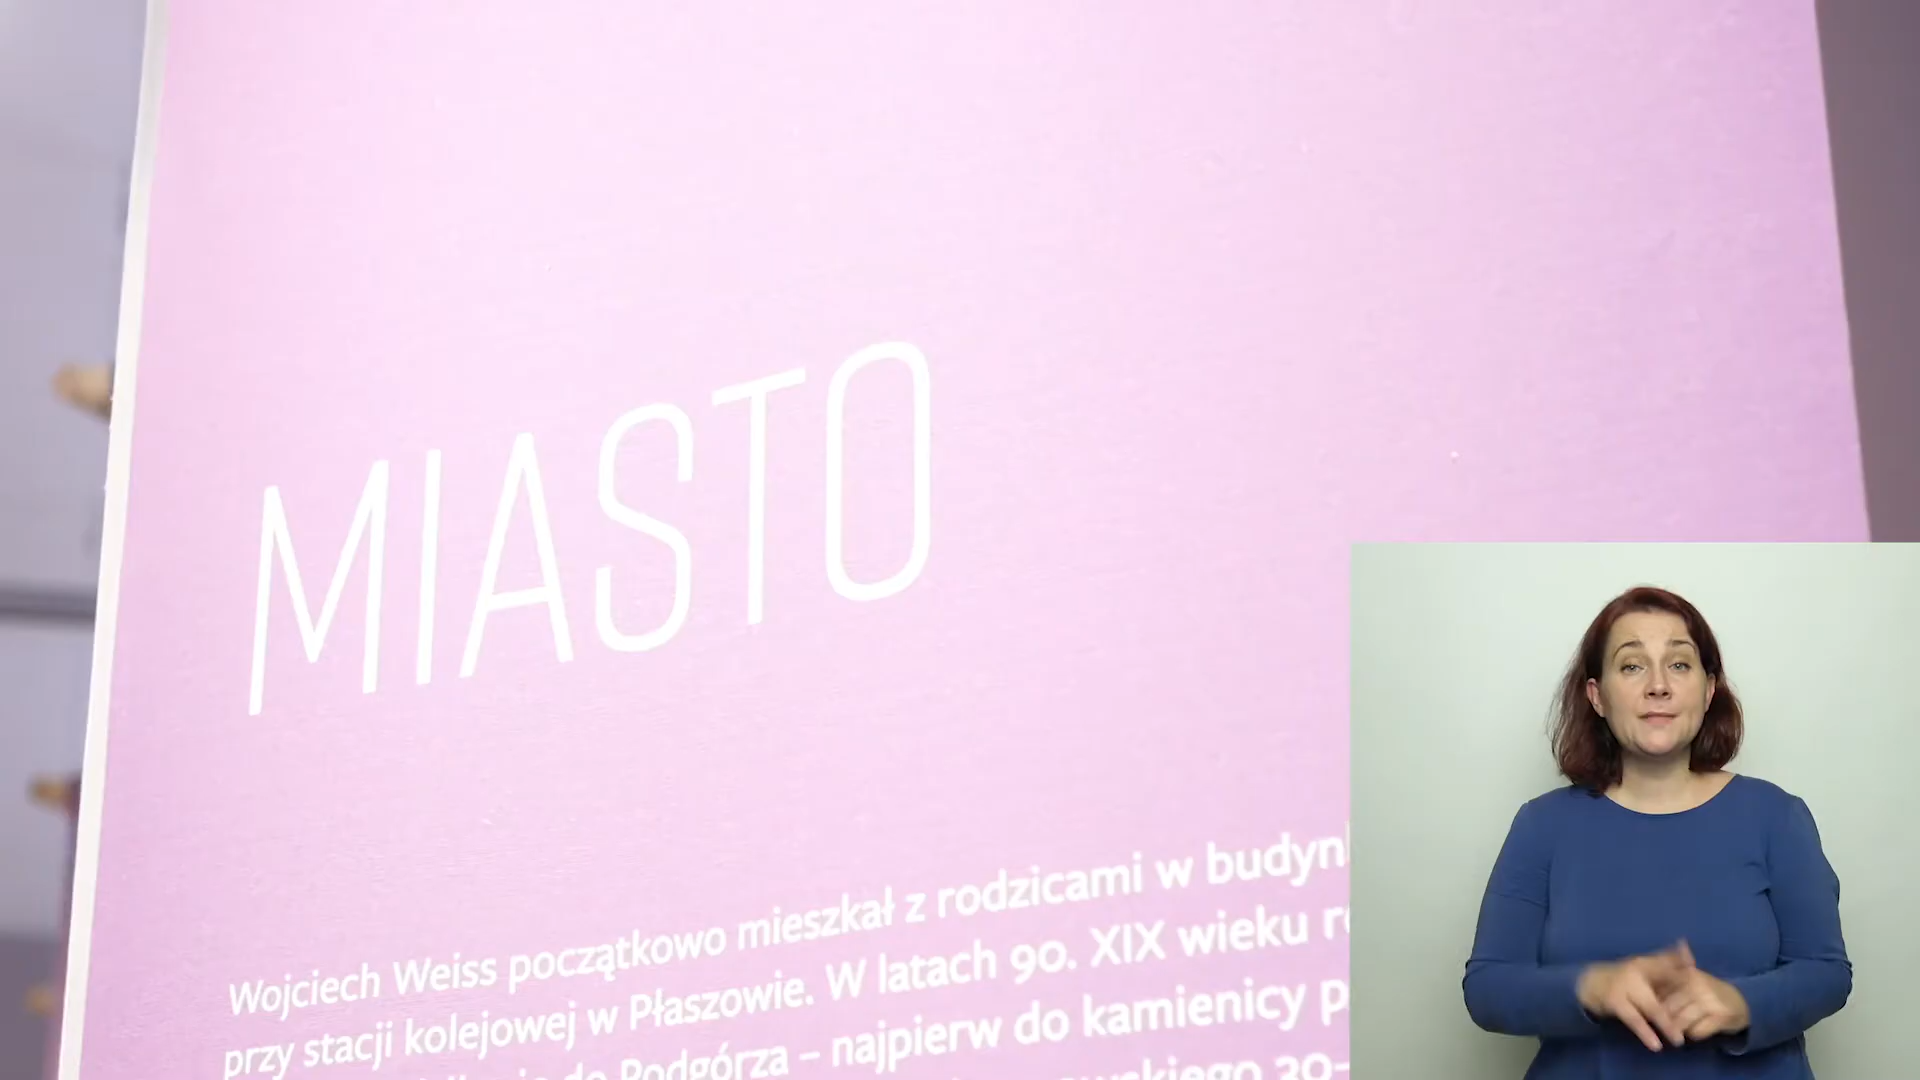 MIASTO
Wojciech Weiss początkowo mieszkał z rodzicami w
przy stacji kolejowej w Płaszowie. W latach 90. XIX wieku
do Podgórza – najpierw do kamienicy